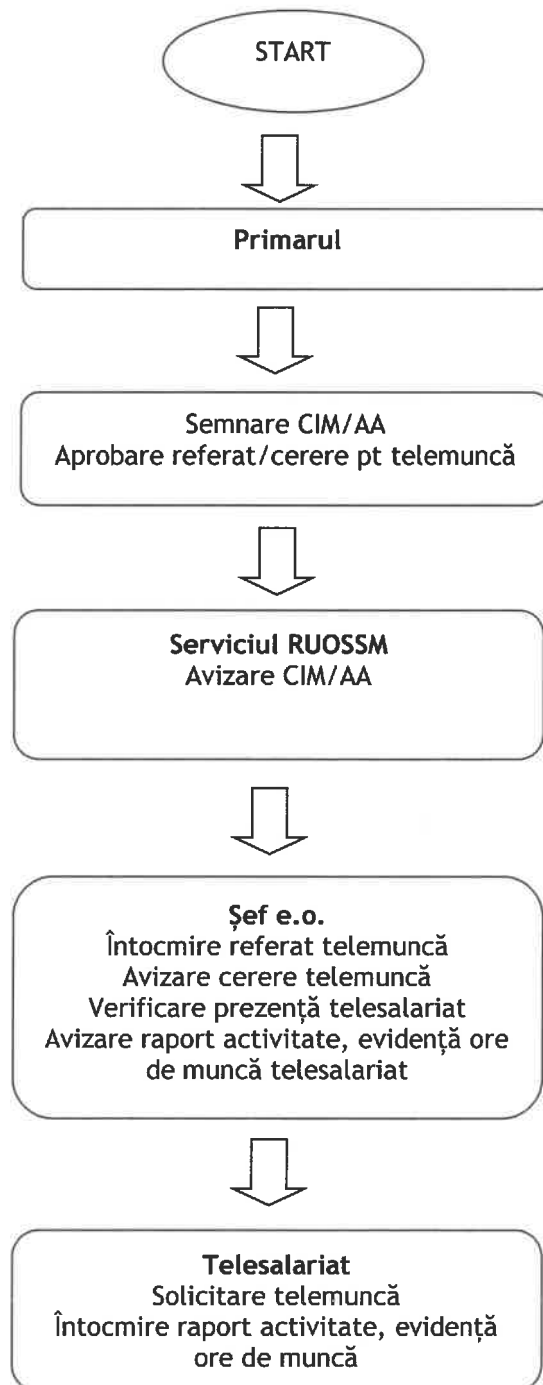 START
Primarul
Semnare CIM/AA
Aprobare referat/cerere pt telemuncă
Serviciul RUOSSM
Avizare CIM/AA
Șef e.o.
Întocmire referat telemuncă
Avizare cerere telemuncă
Verificare prezență telesalariat
Avizare raport activitate, evidență ore
de muncă telesalariat
Telesalariat
Solicitare telemuncă
Întocmire raport activitate, evidență
ore de muncă